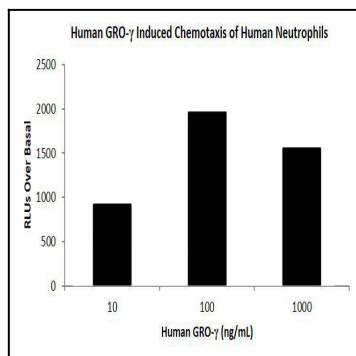 Human GRO-γ Induced Chemotaxis of Human Neutrophils
2500
2000
1500
1000
500
0
RLUs Over Basal
10 100 1000
Human GRO-γ (ng/mL)